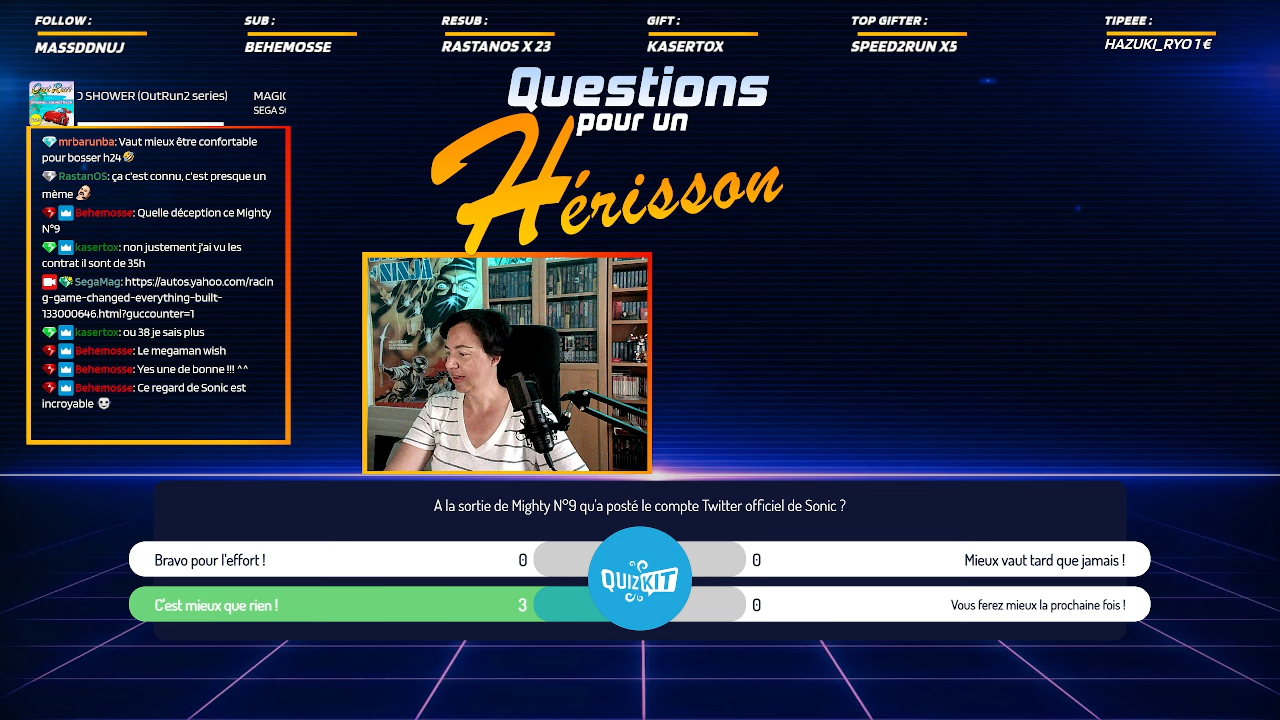 FOLLOW :
MASSDDNUJ
SUB :
BEHEMOSSE
RESUB :
RASTANOS X 23
GIFT :
KASERTOX
TOP GIFTER :
SPEED2RUN X5
TIPEEE :
HAZUKI_RYO 1 €
Questions
pour un
Hérisson
SHOWER (OutRun2 series)
MAGIC
mrbarunba: Vaut mieux être confortable
pour bosser h24
RastanOS: ça c'est connu, c'est presque un
mème
Behemosse: Quelle déception ce Mighty
N°9
kasertox: non justement j'ai vu les
contrat il sont de 35h
SegaMag: https://autos.yahoo.com/racin
g-game-changed-everything-built-
133000646.html?guccounter=1
kasertox: ou 38 je sais plus
Behemosse: Le megaman wish
Behemosse: Yes une de bonne !!! ^^
Behemosse: Ce regard de Sonic est
incroyable
NINJA
A la sortie de Mighty N°9 qu'a posté le compte Twitter officiel de Sonic ?
Bravo pour l'effort ! 0
0 Mieux vaut tard que jamais !
C'est mieux que rien ! 3
0 Vous ferez mieux la prochaine fois !
QUIZKIT